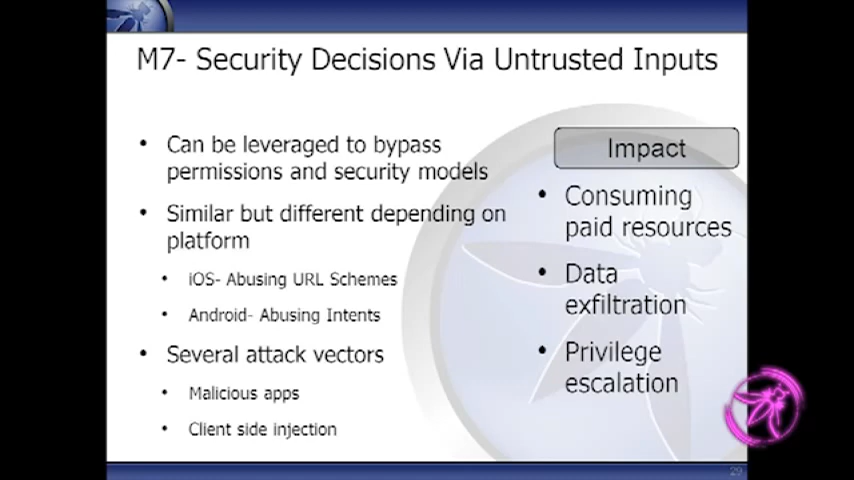 M7- Security Decisions Via Untrusted Inputs
• Can be leveraged to bypass
permissions and security models
• Similar but different depending on
platform
• iOS- Abusing URL Schemes
• Android- Abusing Intents
• Several attack vectors
• Malicious apps
• Client side injection
Impact
• Consuming
paid resources
• Data
exfiltration
• Privilege
escalation
29